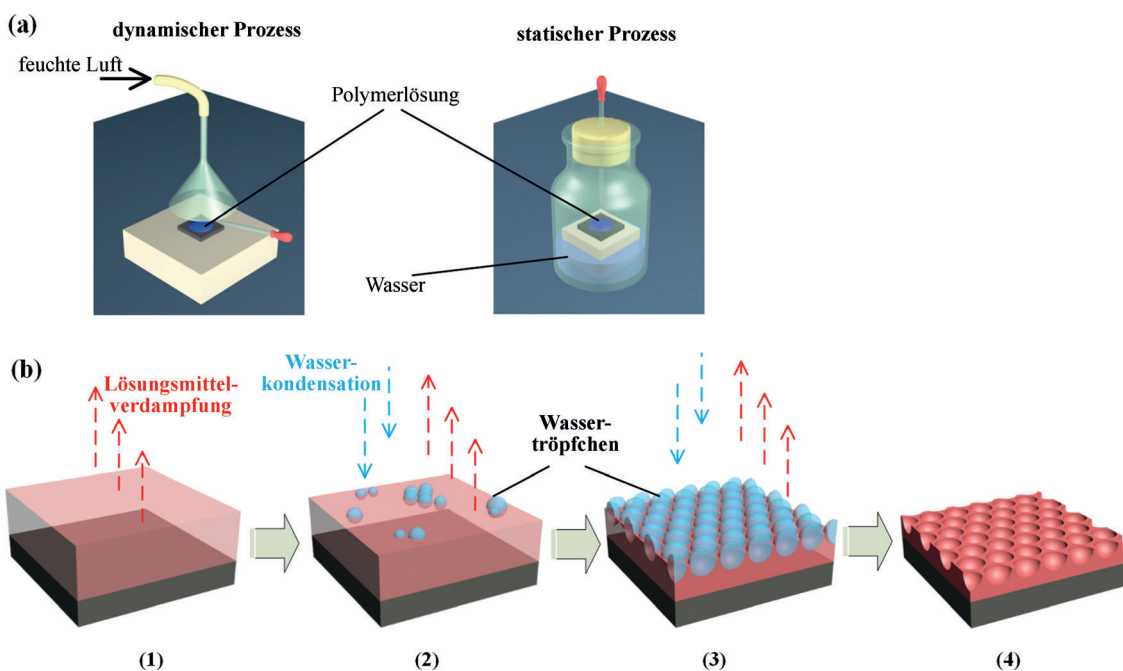 (a)
dynamischer Prozess
statischer Prozess
feuchte Luft
Polymerlösung
Wasser
(b)
Lösungsmittel-
verdampfung
Wasser-
kondensation
Wasser-
tröpfchen
(1)
(2)
(3)
(4)